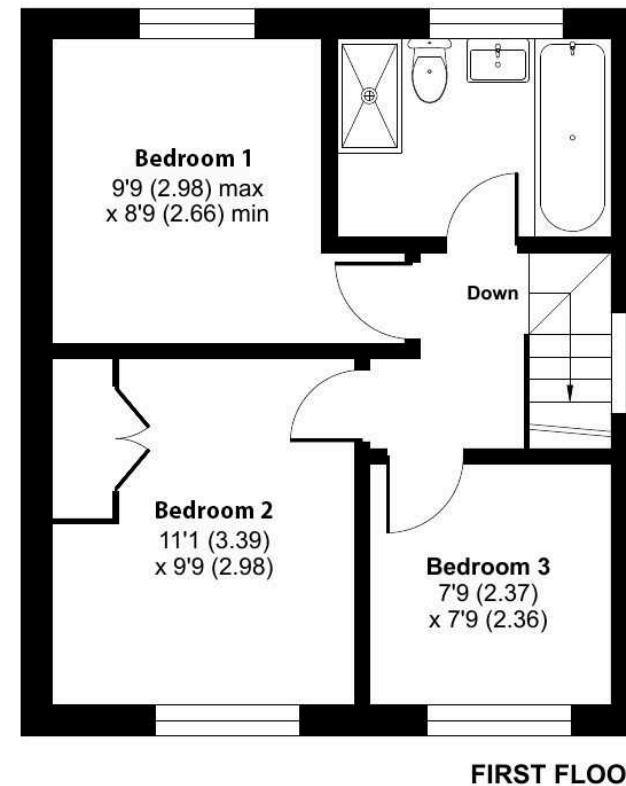 Bedroom 1
9'9 (2.98) max
x 8'9 (2.66) min
Down
Bedroom 2
11'1 (3.39)
x 9'9 (2.98)
Bedroom 3
7'9 (2.37)
x 7'9 (2.36)
FIRST FLOO